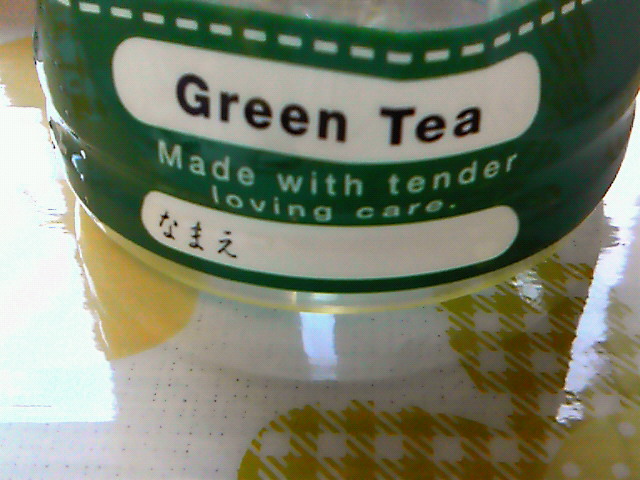 Green Tea
Made with tender
loving care.
なまえ